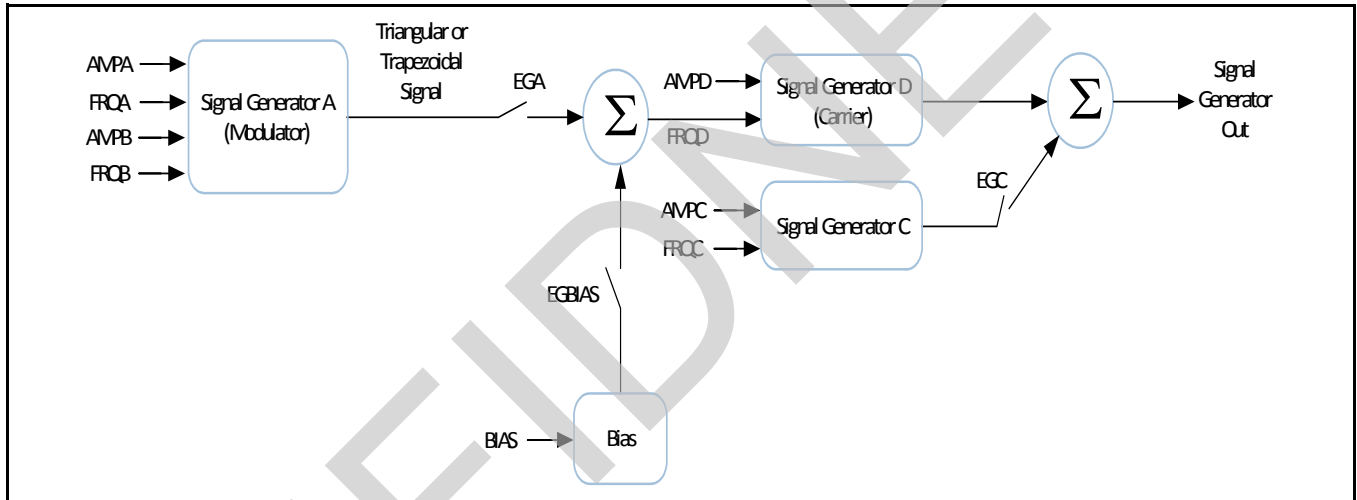 Triangular or
Trapezoidal
Signal
AMPA
FRQA
AMPB
FRQB
Signal Generator A
(Modulator)
EGA
Σ
AMPD
FRQD
Signal Generator D
(Carrier)
Σ
Signal
Generator
Out
AMPC
FRQC
Signal Generator C
EGC
EGBIAS
BIAS
Bias